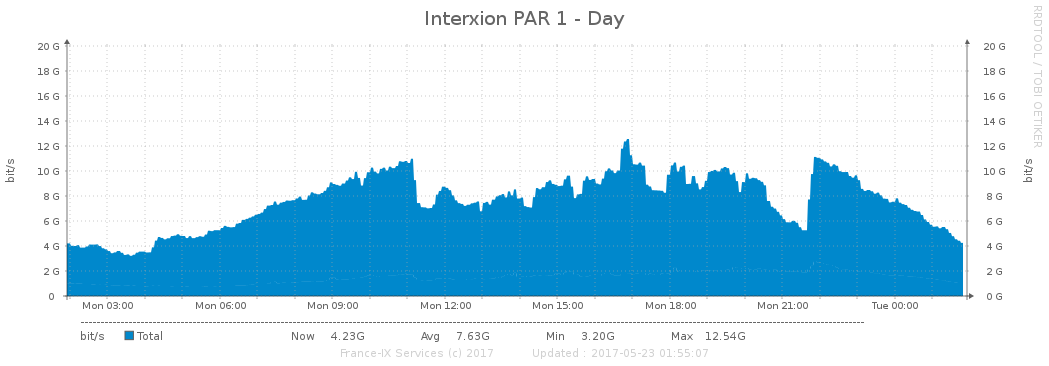 Interxion PAR 1 - Day
RRDTOOL / TOBI OETIKER
20 G 20 G
18 G 18 G
16 G 16 G
14 G 14 G
12 G 12 G
10 G 10 G
bit/s bit/s
8 G 8 G
6 G 6 G
4 G 4 G
2 G 2 G
0 0 G
Mon 03:00 Mon 06:00 Mon 09:00 Mon 12:00 Mon 15:00 Mon 18:00 Mon 21:00 Tue 00:00
bit/s Total Now 4.23G Avg 7.63G Min 3.20G Max 12.54G
France-IX Services (c) 2017 Updated : 2017-05-23 01:55:07